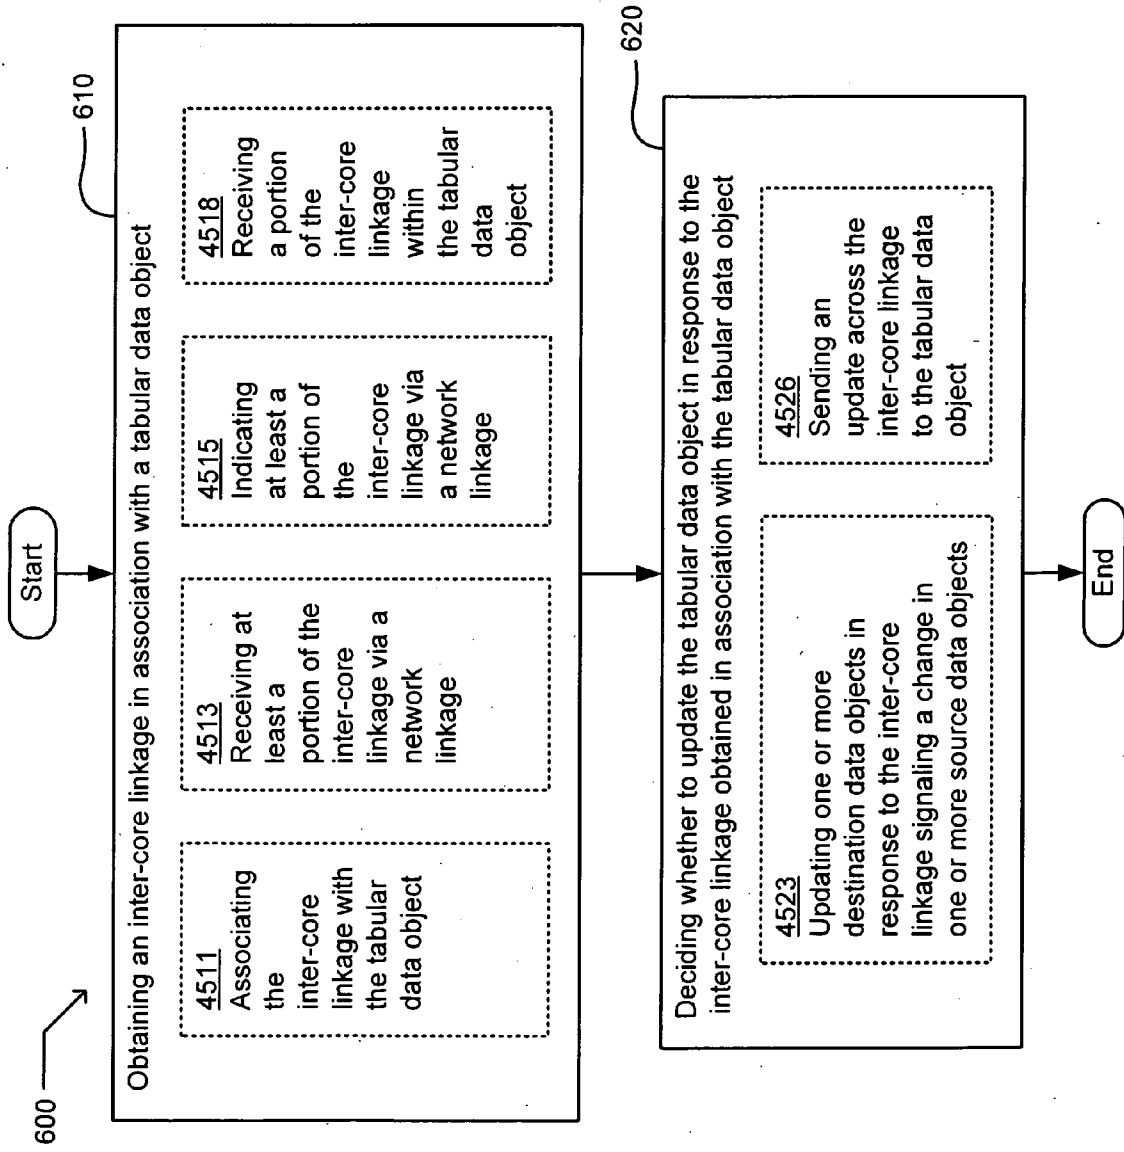 600
Start
610
Obtaining an inter-core linkage in association with a tabular data object
4511
Associating
the
inter-core
linkage with
the tabular
data object
4513
Receiving at
least a
portion of the
inter-core
linkage via a
network
linkage
4515
Indicating
at least a
portion of
the
inter-core
linkage via
a network
linkage
4518
Receiving
a portion
of the
inter-core
linkage
within
the tabular
data
object
620
Deciding whether to update the tabular data object in response to the
inter-core linkage obtained in association with the tabular data object
4523
Updating one or more
destination data objects in
response to the inter-core
linkage signaling a change in
one or more source data objects
4526
Sending an
update across the
inter-core linkage
to the tabular data
object
End